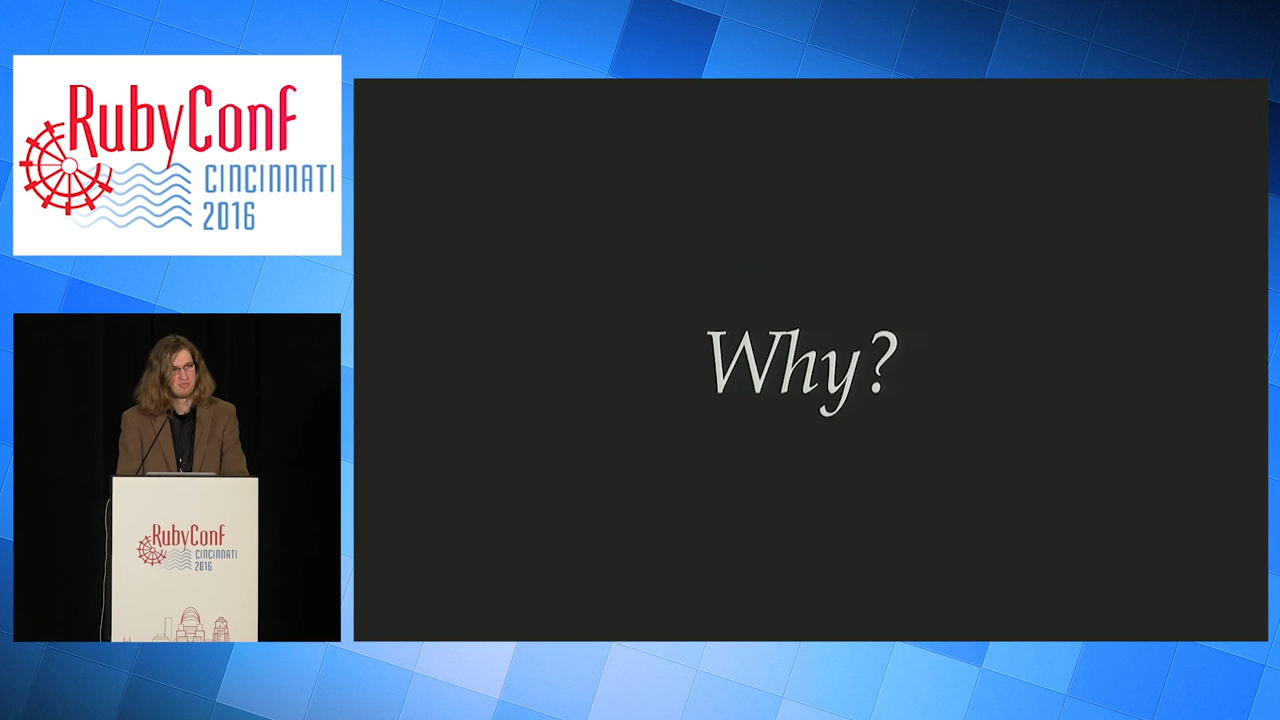 RubyConf
CINCINNATI
2016
Why?
RubyConf
CINCINNATI
2016